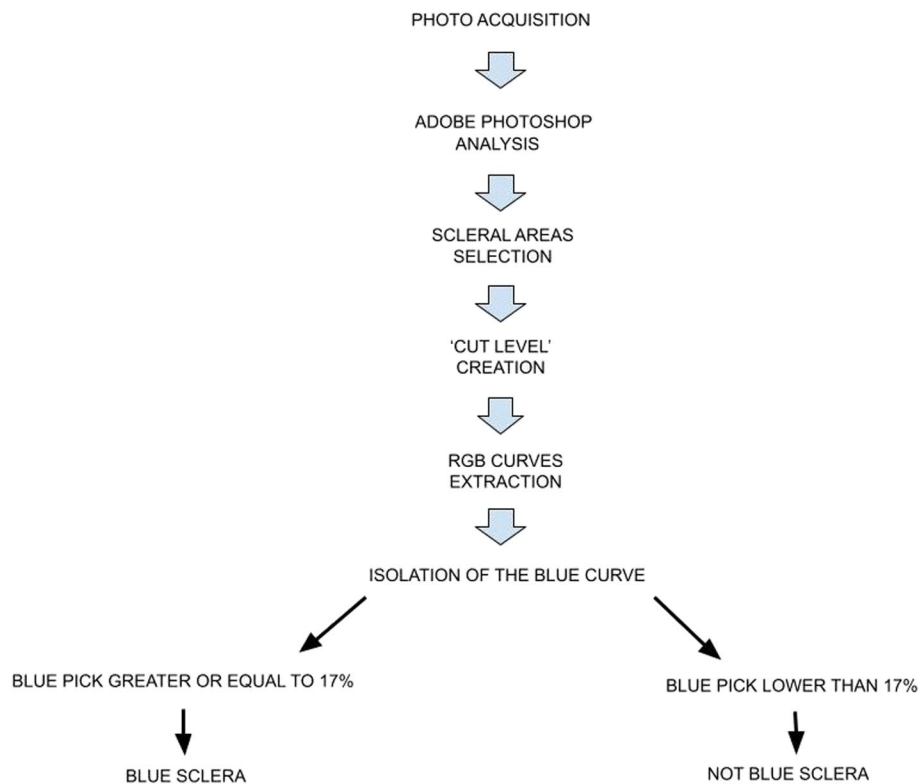 PHOTO ACQUISITION
ADOBE PHOTOSHOP
ANALYSIS
SCLERAL AREAS
SELECTION
‘CUT LEVEL’
CREATION
RGB CURVES
EXTRACTION
ISOLATION OF THE BLUE CURVE
BLUE PICK GREATER OR EQUAL TO 17%
BLUE SCLERA
BLUE PICK LOWER THAN 17%
NOT BLUE SCLERA